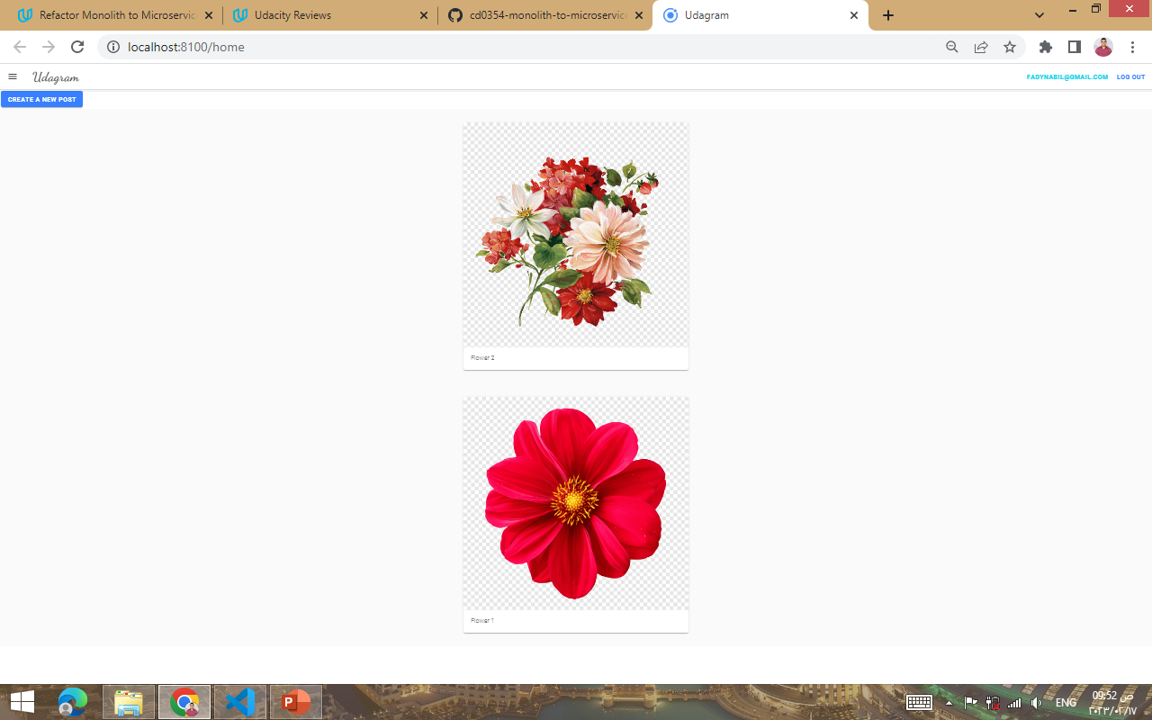 Refactor Monolith to Microservic
Udacity Reviews
cd0354-monolith-to-microservice
Udagram
localhost:8100/home
Udagram
FADYNABIL@GMAIL.COM
LOG OUT
CREATE A NEW POST
Flower 2
Flower 1
ENG
09:52 ص
٢٠٢٣/٠٢/١٧